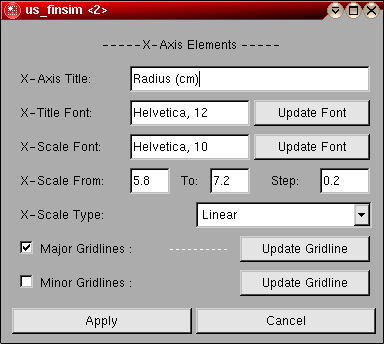 us_finsim <2>
-----X-Axis Elements -----
X-Axis Title: Radius (cm)
X-Title Font: Helvetica, 12 Update Font
X-Scale Font: Helvetica, 10 Update Font
X-Scale From: 5.8 To: 7.2 Step: 0.2
X-Scale Type: Linear
Major Gridlines : Update Gridline
Minor Gridlines : Update Gridline
Apply Cancel